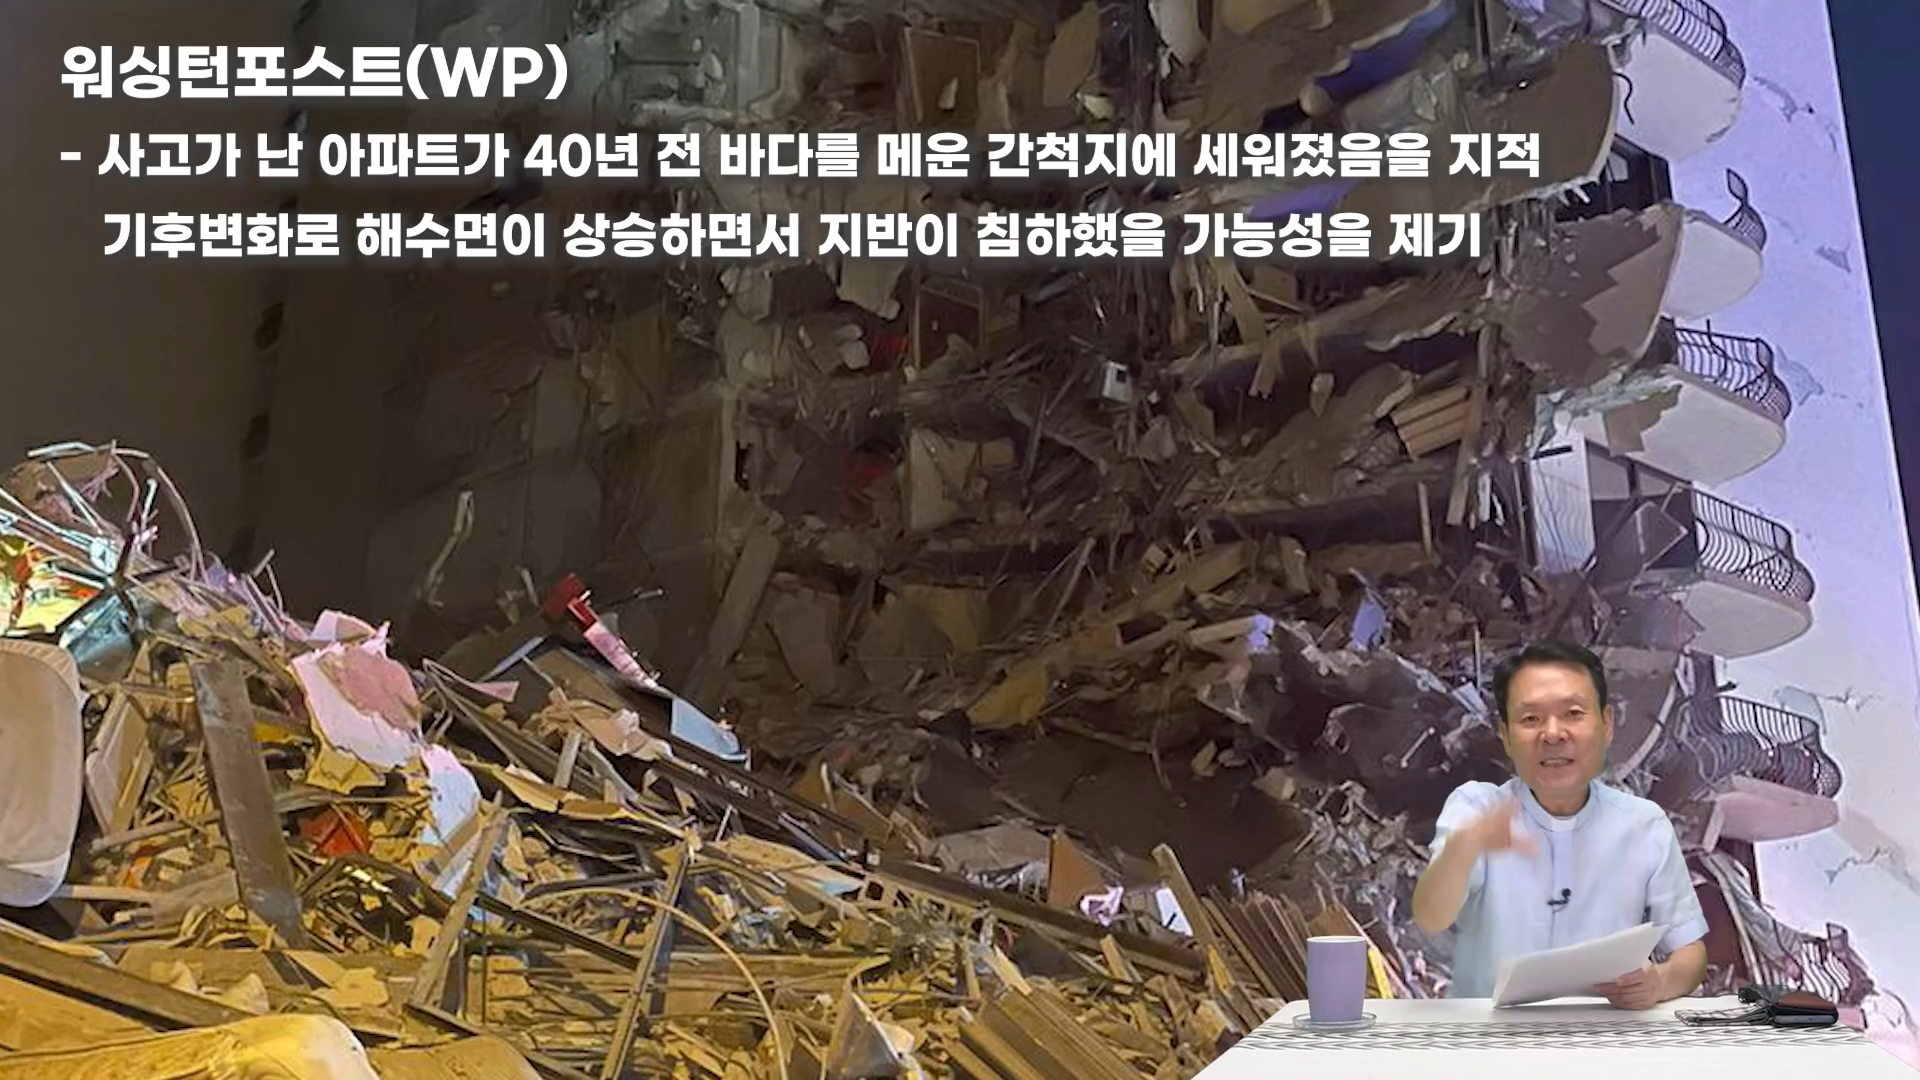 워싱턴포스트(WP)
- 사고가 난 아파트가 40년 전 바다를 메운 간척지에 세워졌음을 지적
기후변화로 해수면이 상승하면서 지반이 침하했을 가능성을 제기